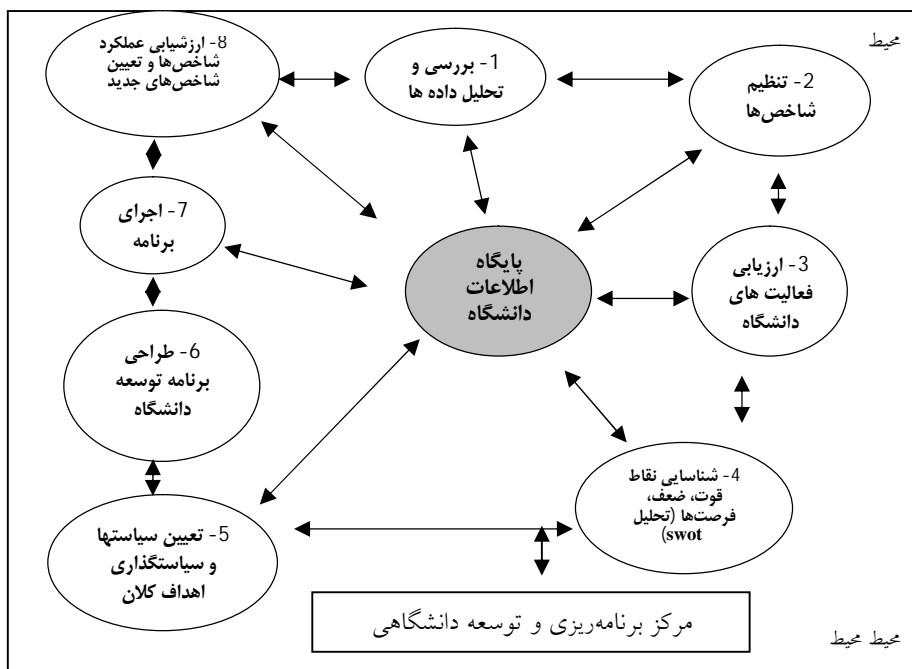 محیط
1- بررسی و
تحلیل داده ها
2- تنظیم
شاخص‌ها
3- ارزیابی
فعالیت های
دانشگاه
4- شناسایی نقاط
قوت، ضعف،
فرصت‌ها (تحلیل
swot)
5- تعیین سیاستها
و سیاستگذاری
اهداف کلان
6- طراحی
برنامه توسعه
دانشگاه
7- اجرای
برنامه
8- ارزشیابی عملکرد
شاخص‌ها و تعیین
شاخص‌های جدید
پایگاه
اطلاعات
دانشگاه
مرکز برنامه‌ریزی و توسعه دانشگاهی
محیط محیط